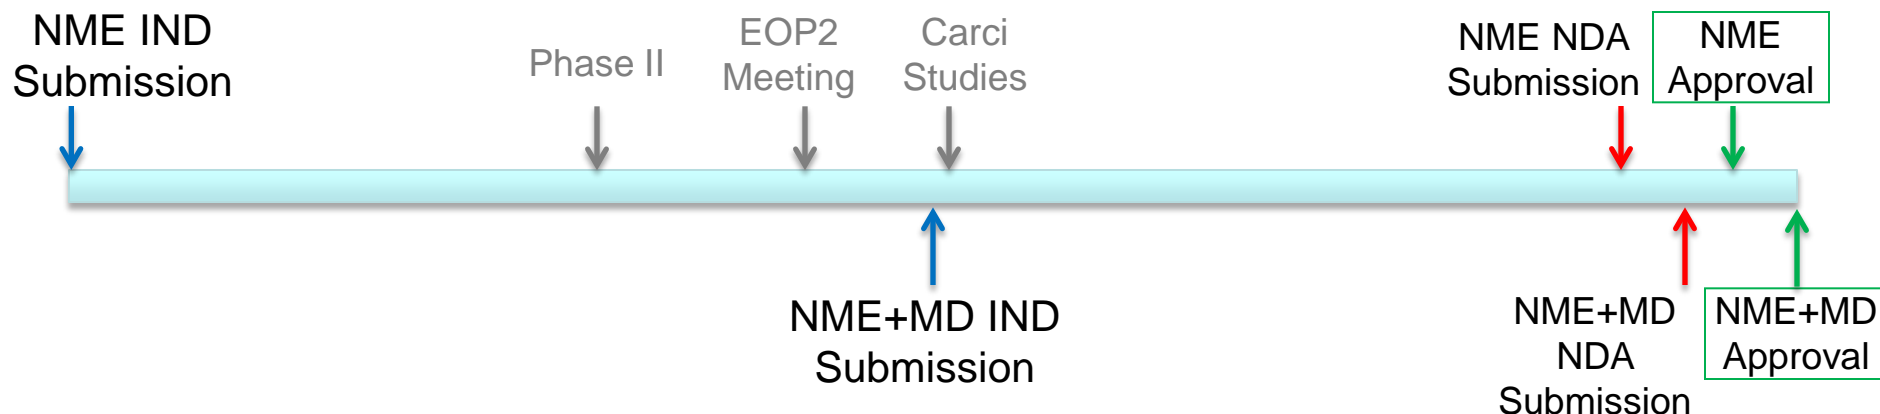 NME IND
Submission
Phase II
EOP2
Meeting
Carci
Studies
NME NDA
Submission
NME
Approval
NME+MD IND
Submission
NME+MD
NDA
Submission
NME+MD
Approval